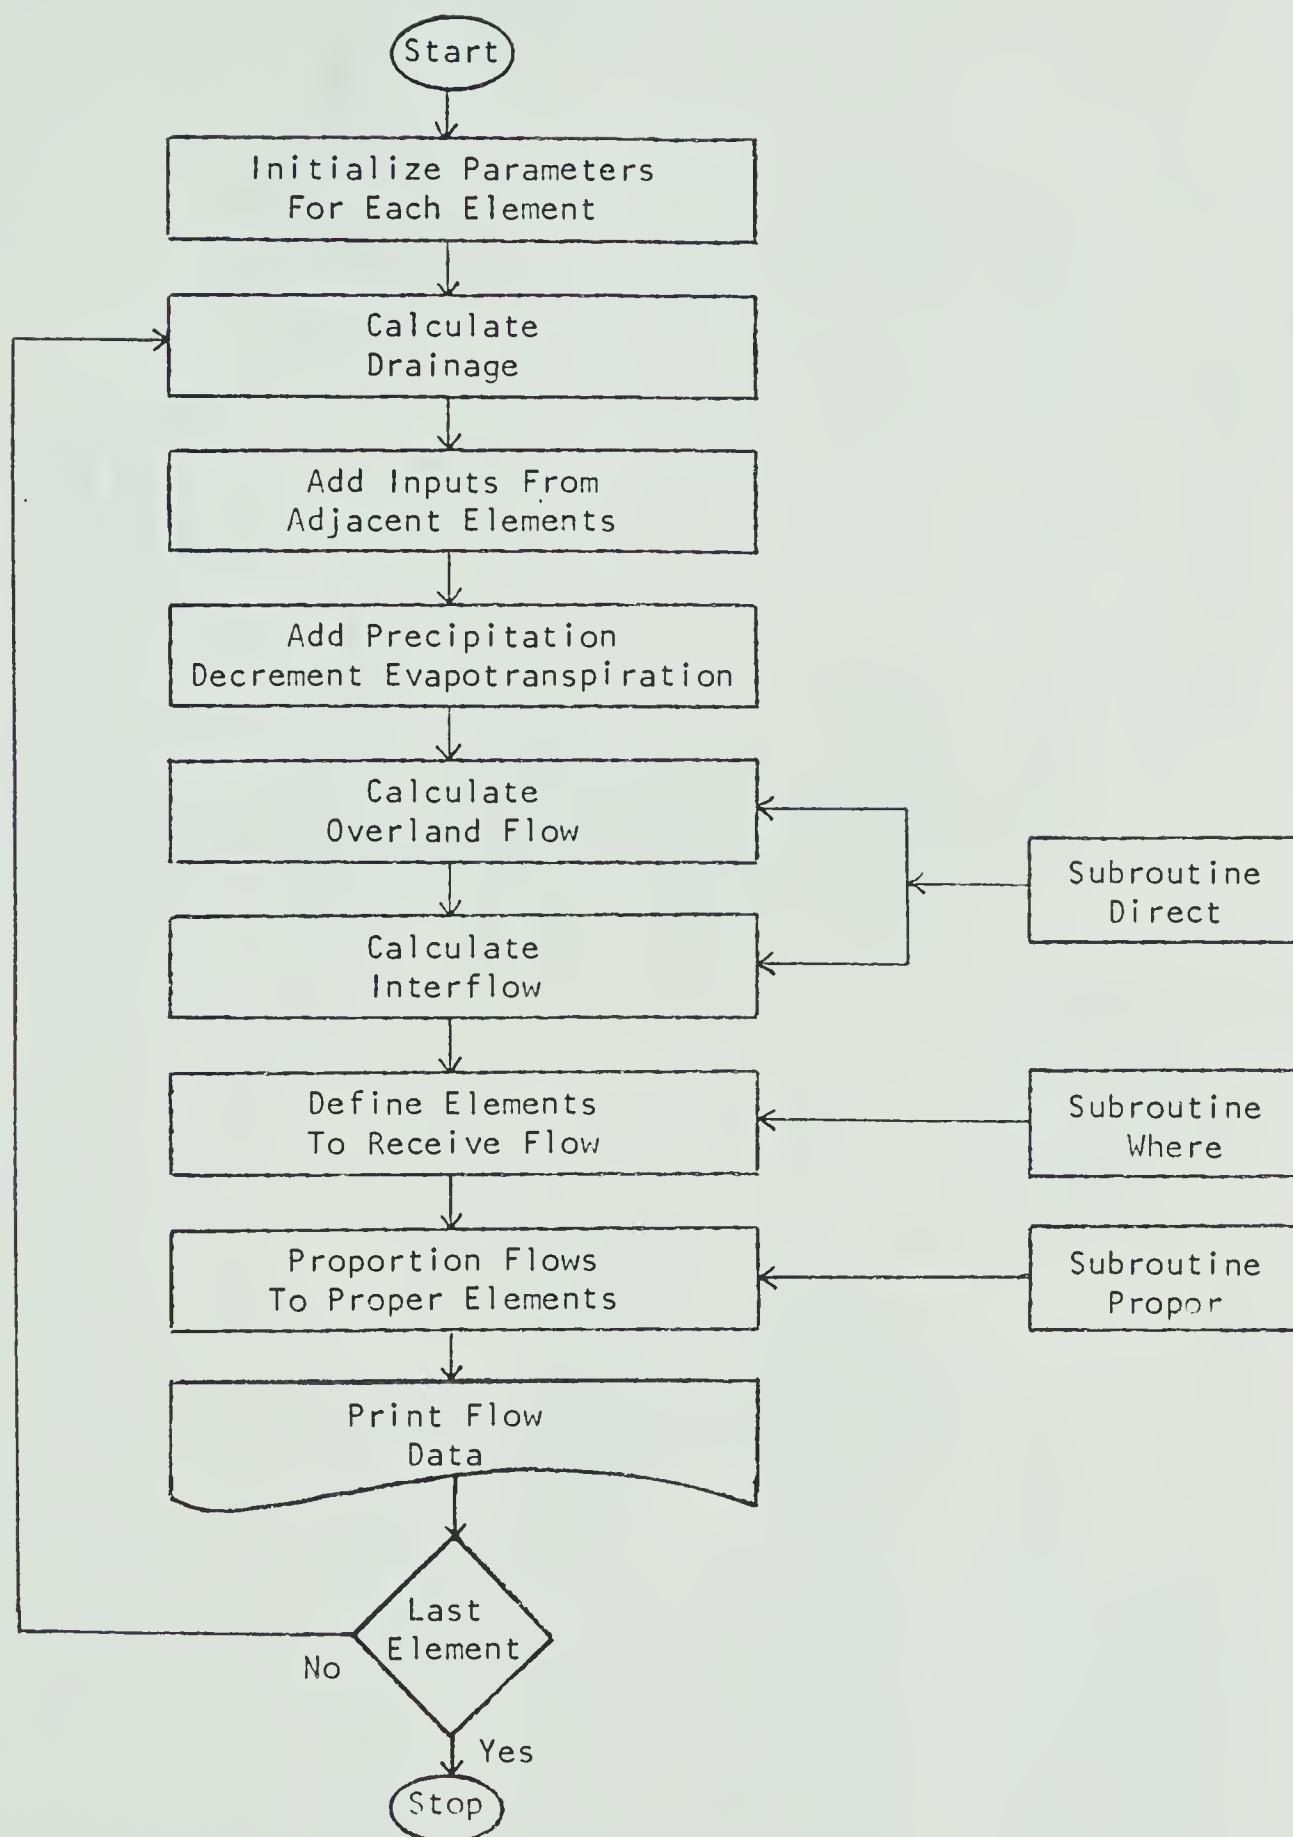 Start
Initialize Parameters
For Each Element
Calculate
Drainage
Add Inputs From
Adjacent Elements
Add Precipitation
Decrement Evapotranspiration
Calculate
Overland Flow
Subroutine
Direct
Calculate
Interflow
Define Elements
To Receive Flow
Subroutine
Where
Proportion Flows
To Proper Elements
Subroutine
Propor
Print Flow
Data
Last
Element
No
Yes
Stop